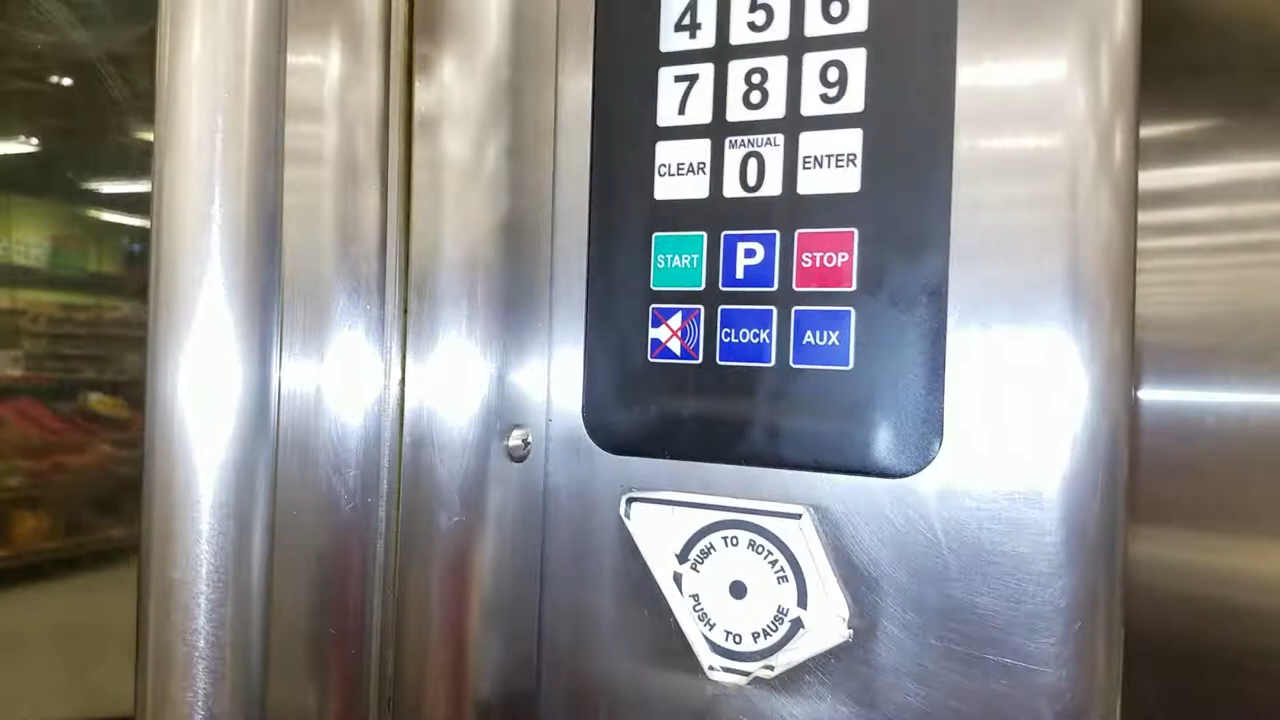 4 5 6
7 8 9
CLEAR MANUAL 0 ENTER
START P STOP
CLOCK AUX
PUSH TO ROTATE
PUSH TO PAUSE